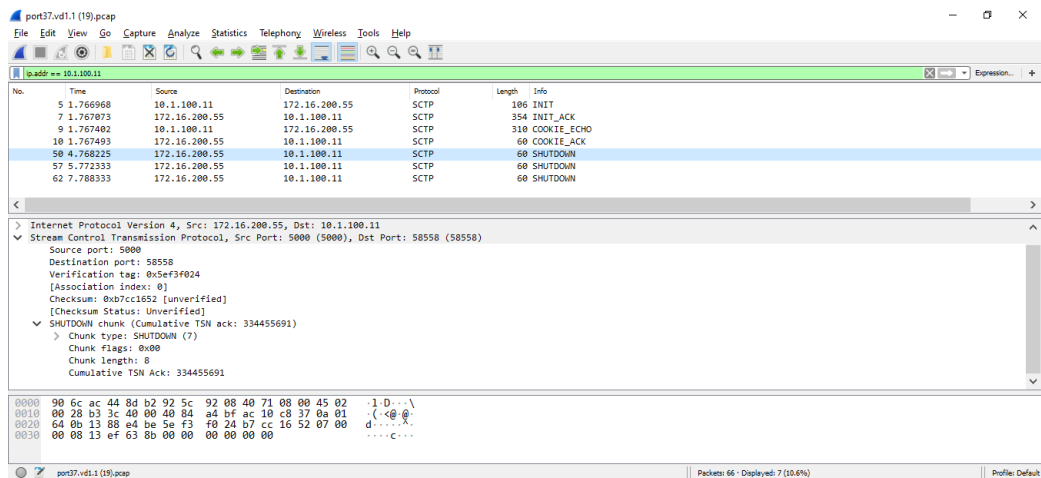 port37.vd1.1 (19).pcap
File Edit View Go Capture Analyze Statistics Telephony Wireless Tools Help
ip.addr == 10.1.100.11 Expression... +
No. Time Source Destination Protocol Length Info
5 1.766968 10.1.100.11 172.16.200.55 SCTP 106 INIT
7 1.767073 172.16.200.55 10.1.100.11 SCTP 354 INIT_ACK
9 1.767402 10.1.100.11 172.16.200.55 SCTP 310 COOKIE_ECHO
10 1.767493 172.16.200.55 10.1.100.11 SCTP 60 COOKIE_ACK
50 4.768225 172.16.200.55 10.1.100.11 SCTP 60 SHUTDOWN
57 5.772333 172.16.200.55 10.1.100.11 SCTP 60 SHUTDOWN
62 7.788333 172.16.200.55 10.1.100.11 SCTP 60 SHUTDOWN
Internet Protocol Version 4, Src: 172.16.200.55, Dst: 10.1.100.11
Stream Control Transmission Protocol, Src Port: 5000 (5000), Dst Port: 58558 (58558)
Source port: 5000
Destination port: 58558
Verification tag: 0x5ef3f024
[Association index: 0]
Checksum: 0xb7cc1652 [unverified]
[Checksum Status: Unverified]
SHUTDOWN chunk (Cumulative TSN ack: 334455691)
Chunk type: SHUTDOWN (7)
Chunk flags: 0x00
Chunk length: 8
Cumulative TSN Ack: 334455691
0000 90 6c ac 44 8d b2 92 5c 92 08 40 71 08 00 45 02 ·l·D···\
0010 00 28 b3 3c 40 00 40 84 a4 bf ac 10 c8 37 0a 01 ·(·<@·@·
0020 64 0b 13 88 e4 be 5e f3 f0 24 b7 cc 16 52 07 00 d·····^·
0030 00 08 13 ef 63 8b 00 00 00 00 00 00 ····c···
port37.vd1.1 (19).pcap Packets: 66 · Displayed: 7 (10.6%) Profile: Default